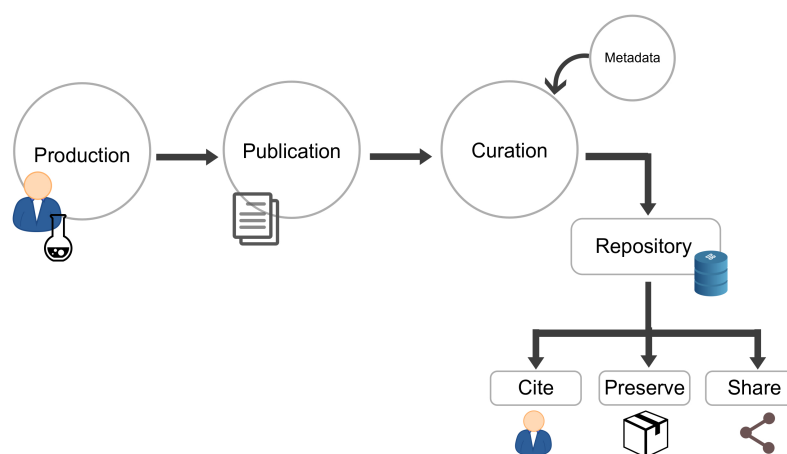 Metadata
Production
Publication
Curation
Repository
Cite
Preserve
Share